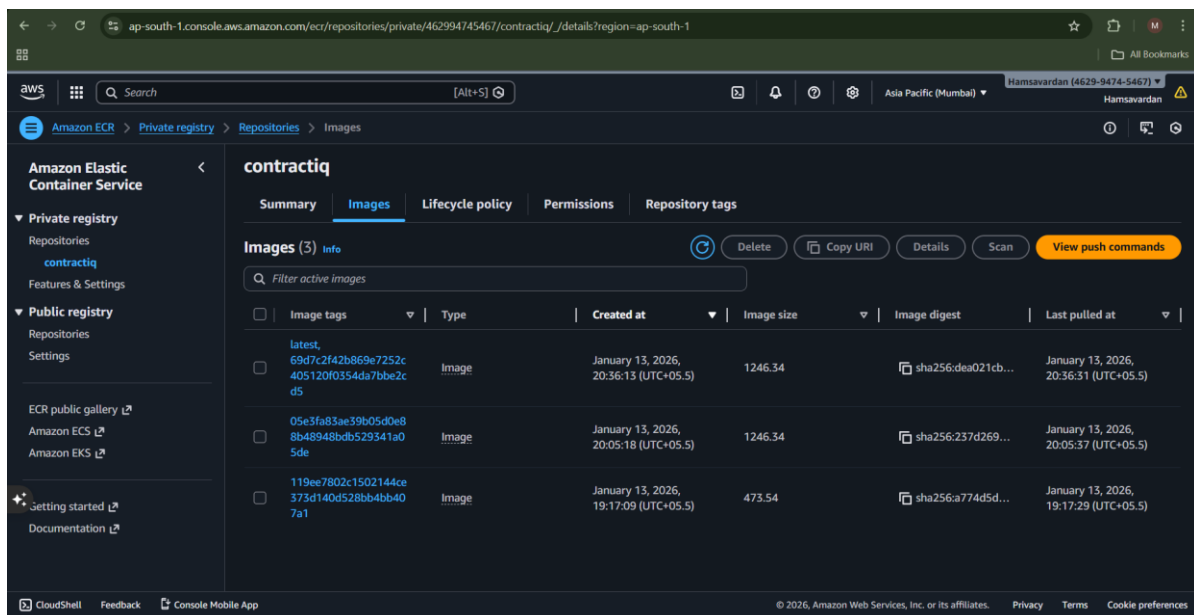 ap-south-1.console.aws.amazon.com/ecr/repositories/private/462994745467/contractiq/_/details?region=ap-south-1
M
All Bookmarks
aws
Search
[Alt+S]
Asia Pacific (Mumbai)
Hamsavardan (4629-9474-5467)
Hamsavardan
Amazon ECR > Private registry > Repositories > Images
Amazon Elastic
Container Service
Private registry
Repositories
contractiq
Features & Settings
Public registry
Repositories
Settings
ECR public gallery
Amazon ECS
Amazon EKS
Getting started
Documentation
contractiq
Summary Images Lifecycle policy Permissions Repository tags
Images (3) Info
Delete Copy URI Details Scan View push commands
Filter active images
Image tags Type Created at Image size Image digest Last pulled at
latest,
69d7c2f42b869e7252c
405120f0354da7bbe2c
d5
Image
January 13, 2026,
20:36:13 (UTC+05.5)
1246.34
sha256:dea021cb...
January 13, 2026,
20:36:31 (UTC+05.5)
05e3fa83ae39b05d0e8
8b48948bdb529341a0
5de
Image
January 13, 2026,
20:05:18 (UTC+05.5)
1246.34
sha256:237d269...
January 13, 2026,
20:05:37 (UTC+05.5)
119ee7802c1502144ce
373d140d528bb4bb40
7a1
Image
January 13, 2026,
19:17:09 (UTC+05.5)
473.54
sha256:a774d5d...
January 13, 2026,
19:17:29 (UTC+05.5)
CloudShell Feedback Console Mobile App
© 2026, Amazon Web Services, Inc. or its affiliates. Privacy Terms Cookie preferences